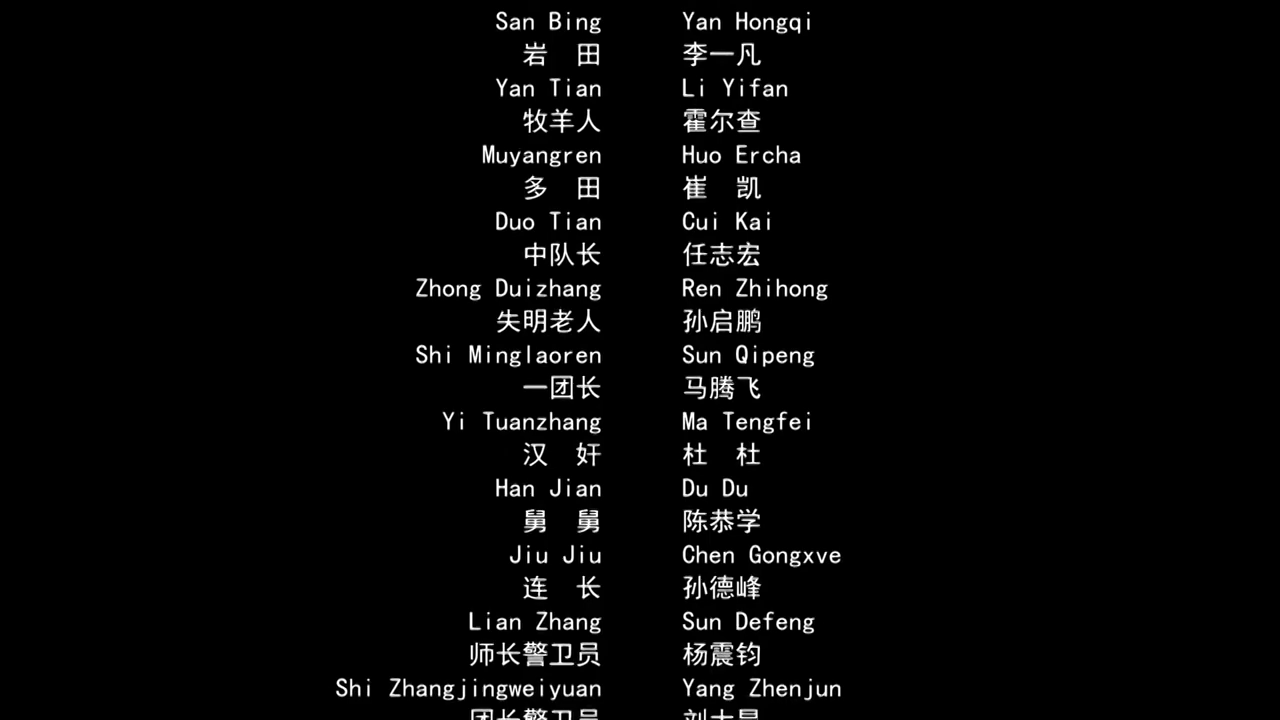 San Bing Yan Hongqi
岩 田 李一凡
Yan Tian Li Yifan
牧羊人 霍尔查
Muyangren Huo Ercha
多 田 崔 凯
Duo Tian Cui Kai
中队长 任志宏
Zhong Duizhang Ren Zhihong
失明老人 孙启鹏
Shi Minglaoren Sun Qipeng
一团长 马腾飞
Yi Tuanzhang Ma Tengfei
汉 奸 杜 杜
Han Jian Du Du
舅 舅 陈恭学
Jiu Jiu Chen Gongxve
连 长 孙德峰
Lian Zhang Sun Defeng
师长警卫员 杨震钧
Shi Zhangjingweiyuan Yang Zhenjun
团长警卫员